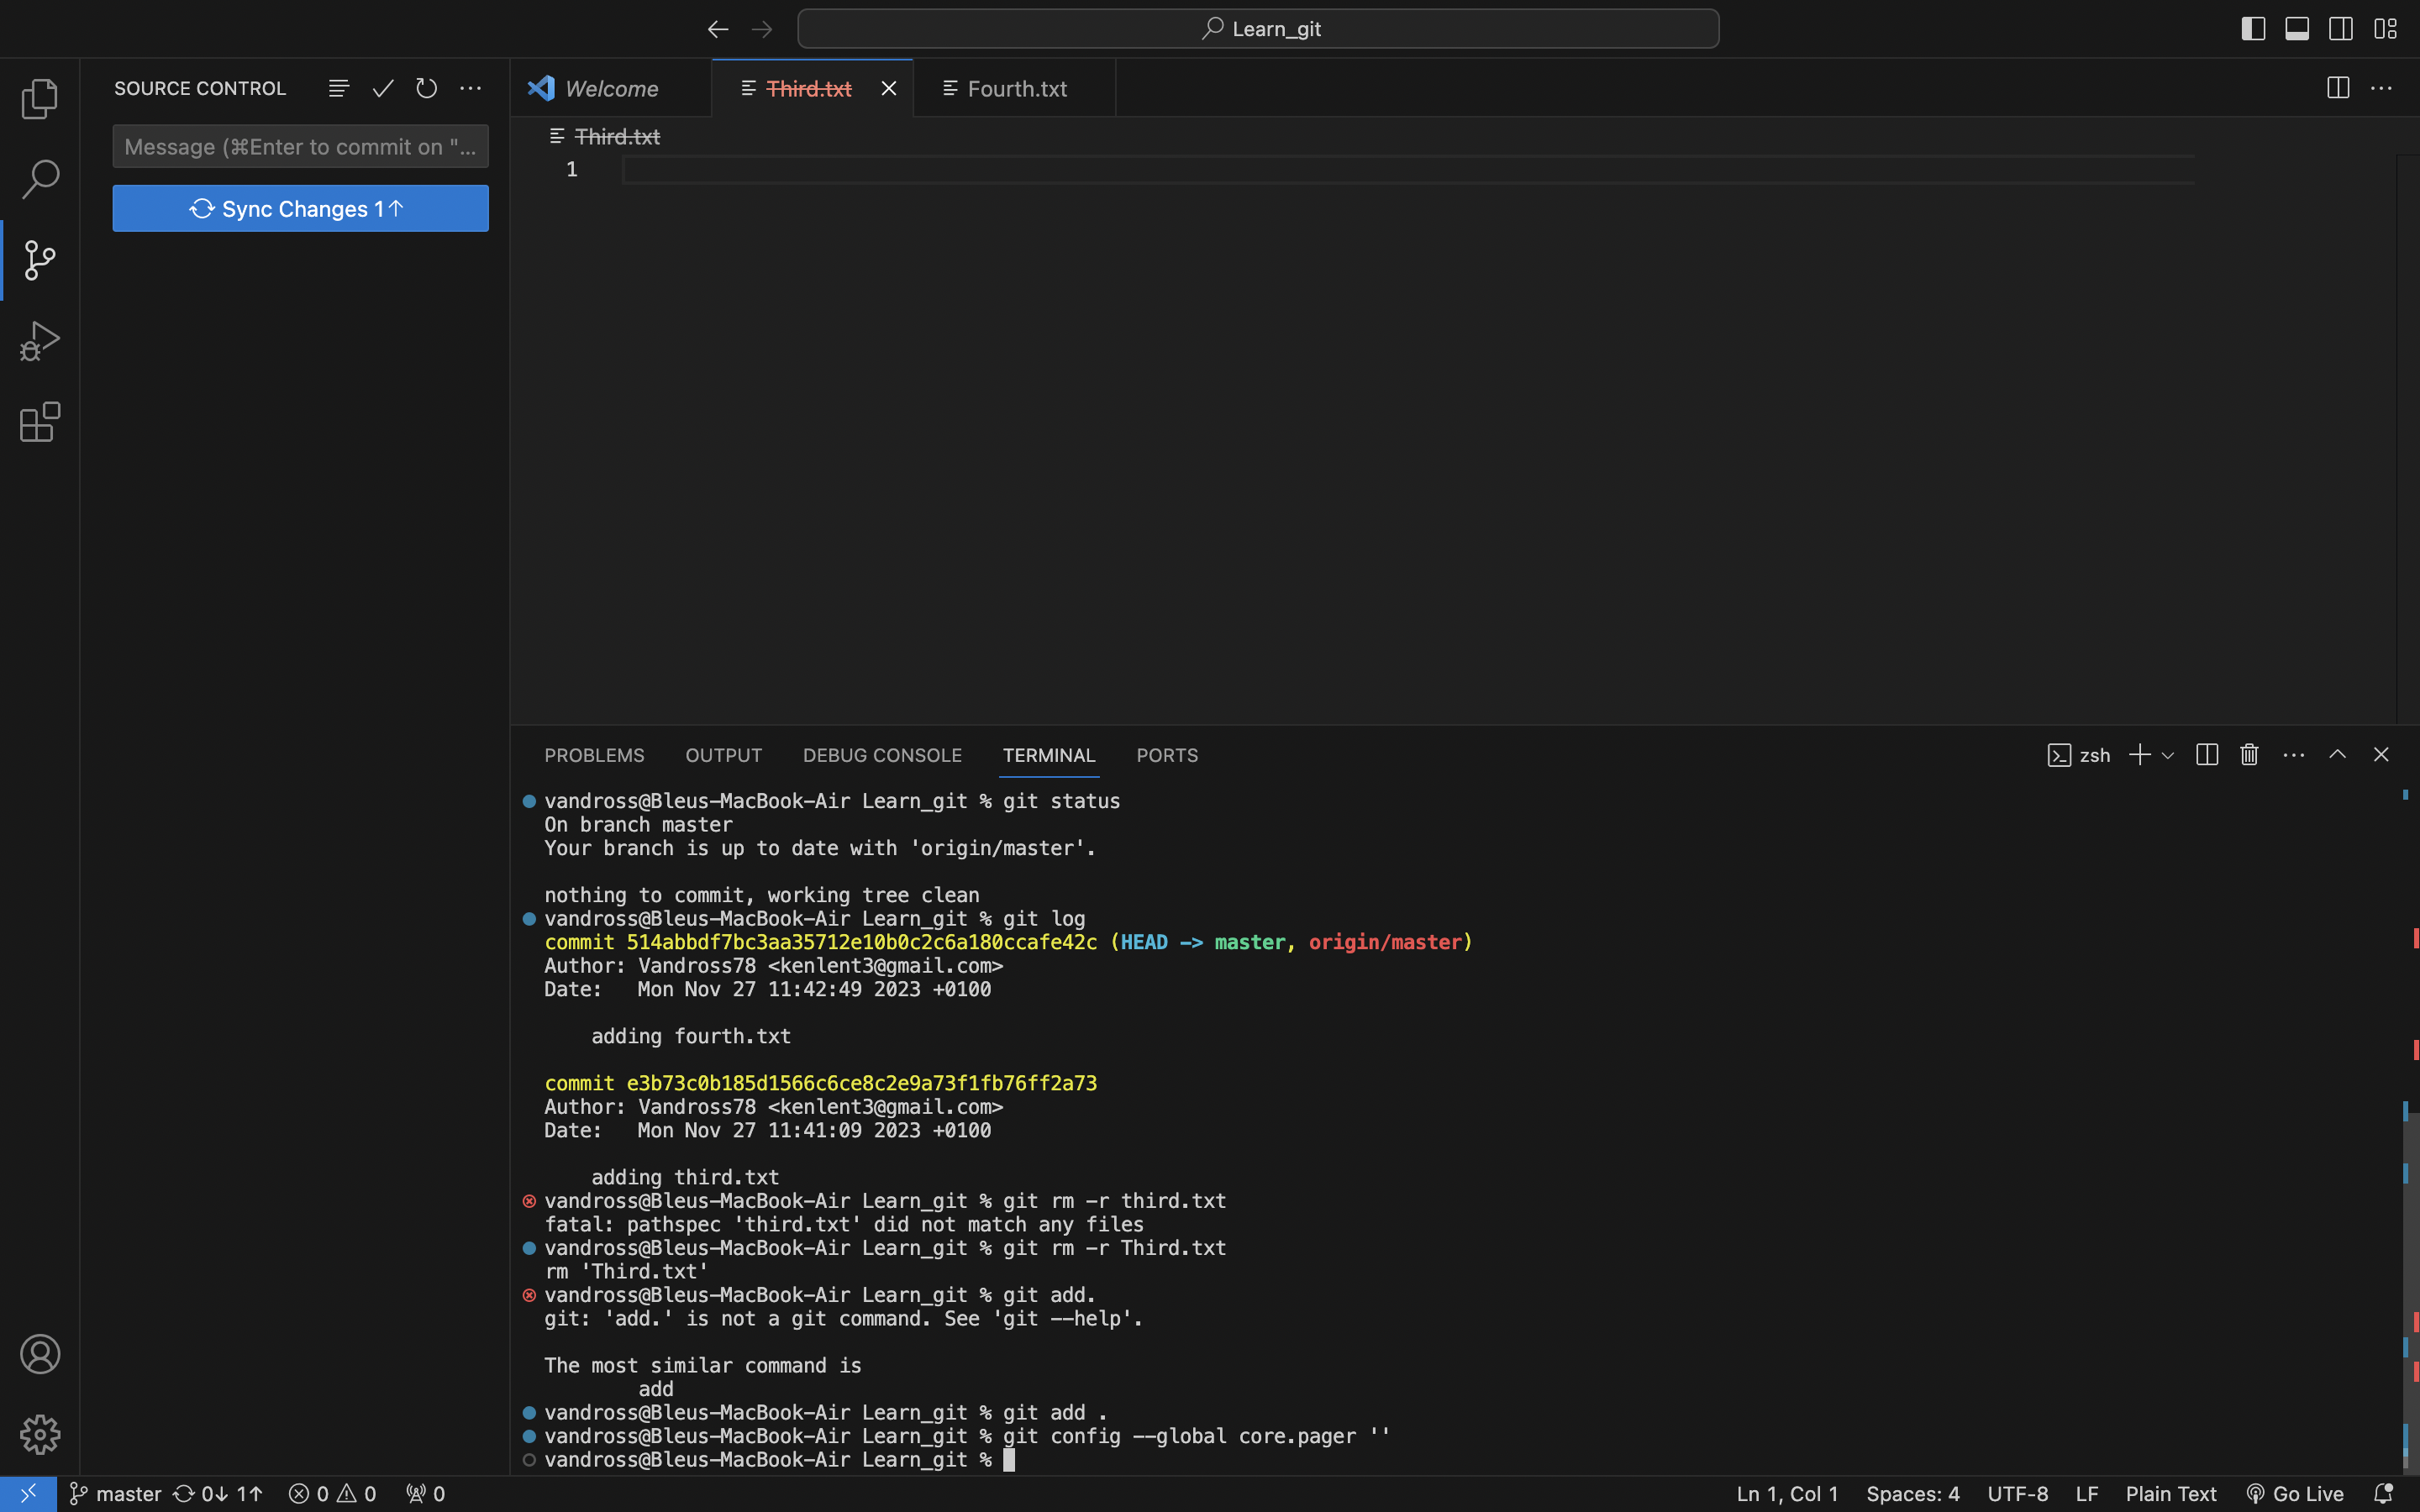 Learn_git
SOURCE CONTROL
Message (⌘Enter to commit on "...
Sync Changes 1↑
Welcome
Third.txt
Fourth.txt
Third.txt
1
PROBLEMS
OUTPUT
DEBUG CONSOLE
TERMINAL
PORTS
zsh
vandross@Bleus-MacBook-Air Learn_git % git status
On branch master
Your branch is up to date with 'origin/master'.
nothing to commit, working tree clean
vandross@Bleus-MacBook-Air Learn_git % git log
commit 514abbdf7bc3aa35712e10b0c2c6a180ccafe42c (HEAD -> master, origin/master)
Author: Vandross78 <kenlent3@gmail.com>
Date:   Mon Nov 27 11:42:49 2023 +0100
    adding fourth.txt
commit e3b73c0b185d1566c6ce8c2e9a73f1fb76ff2a73
Author: Vandross78 <kenlent3@gmail.com>
Date:   Mon Nov 27 11:41:09 2023 +0100
    adding third.txt
vandross@Bleus-MacBook-Air Learn_git % git rm -r third.txt
fatal: pathspec 'third.txt' did not match any files
vandross@Bleus-MacBook-Air Learn_git % git rm -r Third.txt
rm 'Third.txt'
vandross@Bleus-MacBook-Air Learn_git % git add.
git: 'add.' is not a git command. See 'git --help'.
The most similar command is
        add
vandross@Bleus-MacBook-Air Learn_git % git add .
vandross@Bleus-MacBook-Air Learn_git % git config --global core.pager ''
vandross@Bleus-MacBook-Air Learn_git %
master 0↓ 1↑ 0 0 0
Ln 1, Col 1 Spaces: 4 UTF-8 LF Plain Text Go Live